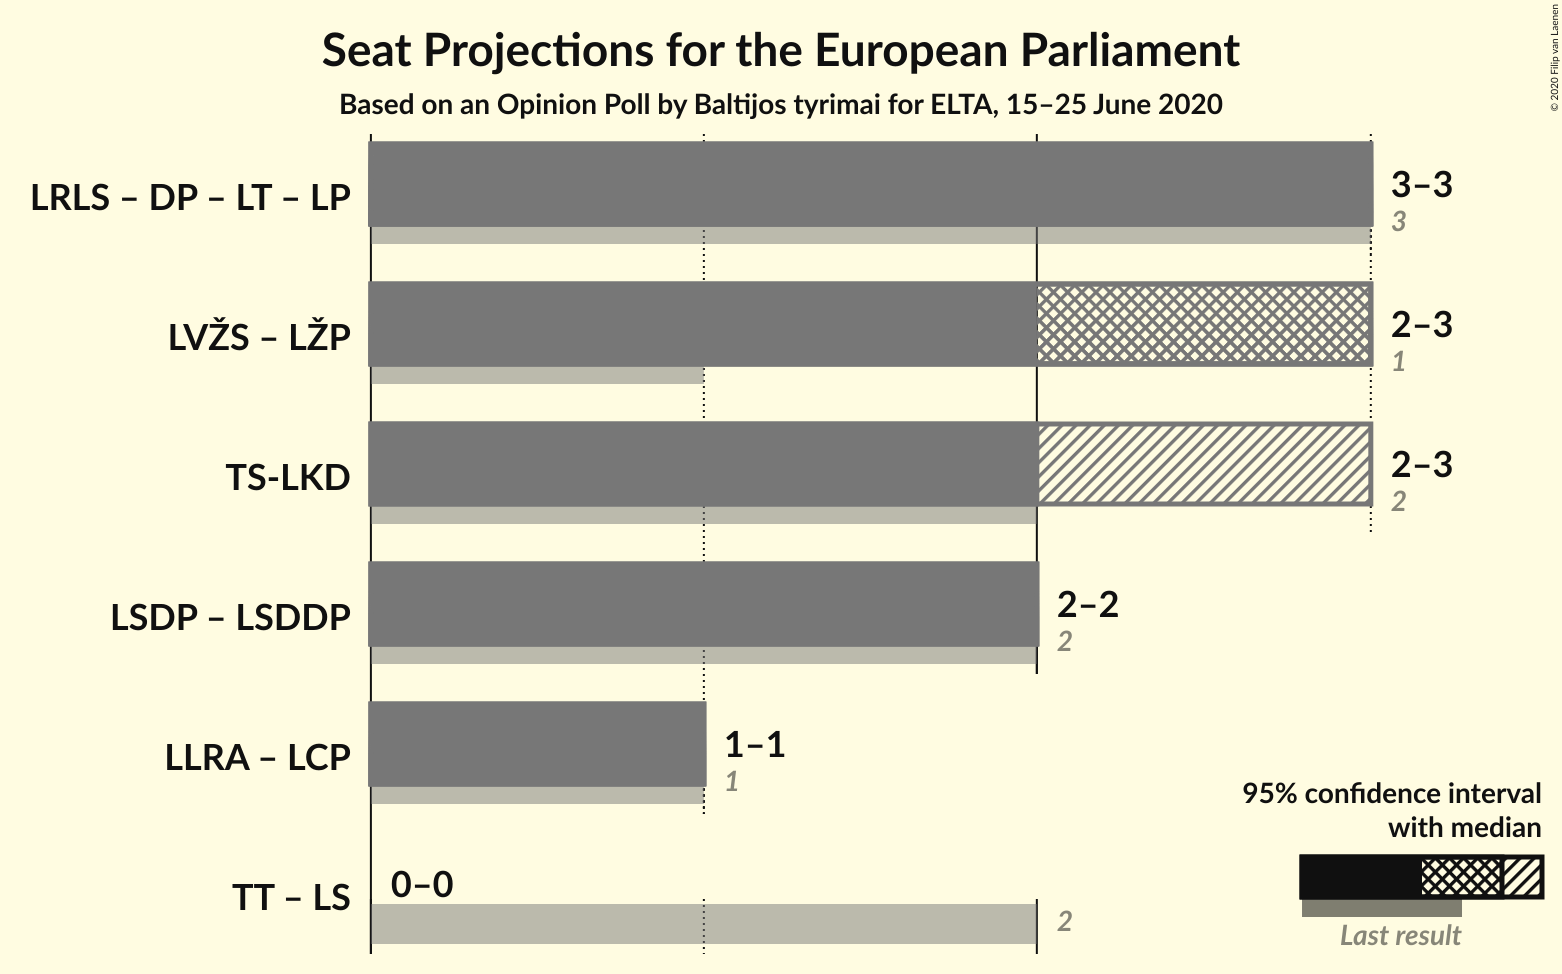 Seat Projections for the European Parliament
Based on an Opinion Poll by Baltijos tyrimai for ELTA, 15–25 June 2020
© 2020 Filip van Laenen
LRLS – DP – LT – LP
3–3
3
LVŽS – LŽP
2–3
1
TS-LKD
2–3
2
LSDP – LSDDP
2–2
2
LLRA – LCP
1–1
1
TT – LS
0–0
2
95% confidence interval
with median
Last result